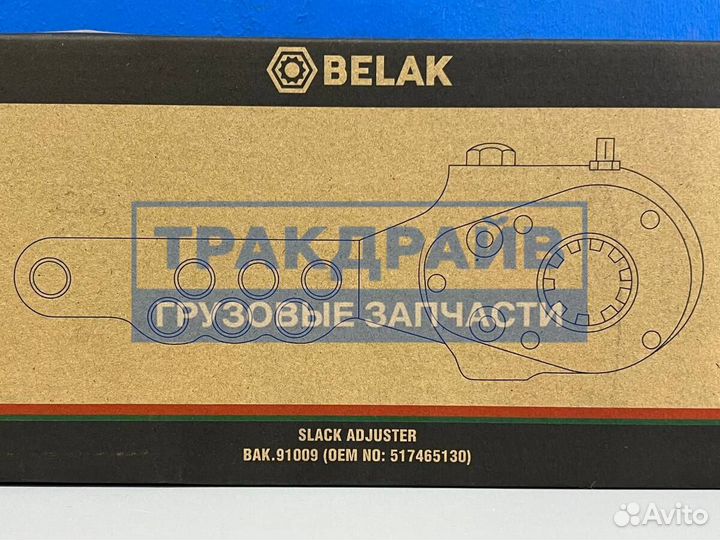 BELAK
ТРАКДРАЙВ
ГРУЗОВЫЕ ЗАПЧАСТИ
SLACK ADJUSTER
BAK.91009 (OEM NO: 517465130)
Avito